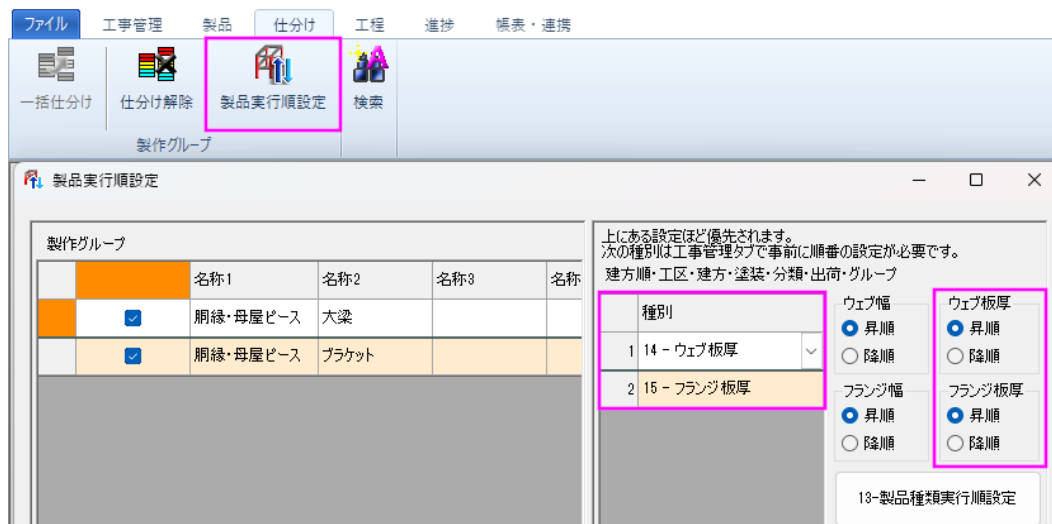 ファイル 工事管理 製品 仕分け 工程 進捗 帳表・連携
一括仕分け 仕分け解除 製品実行順設定 検索
製作グループ
製品実行順設定
製作グループ
名称1 名称2 名称3 名称
胴縁・母屋ピース 大梁
胴縁・母屋ピース ブラケット
上にある設定ほど優先されます。
次の種別は工事管理タブで事前に順番の設定が必要です。
建方順・工区・建方・塗装・分類・出荷・グループ
種別
1 14 - ウェブ板厚
2 15 - フランジ板厚
ウェブ幅
昇順
降順
ウェブ板厚
昇順
降順
フランジ幅
昇順
降順
フランジ板厚
昇順
降順
13-製品種類実行順設定